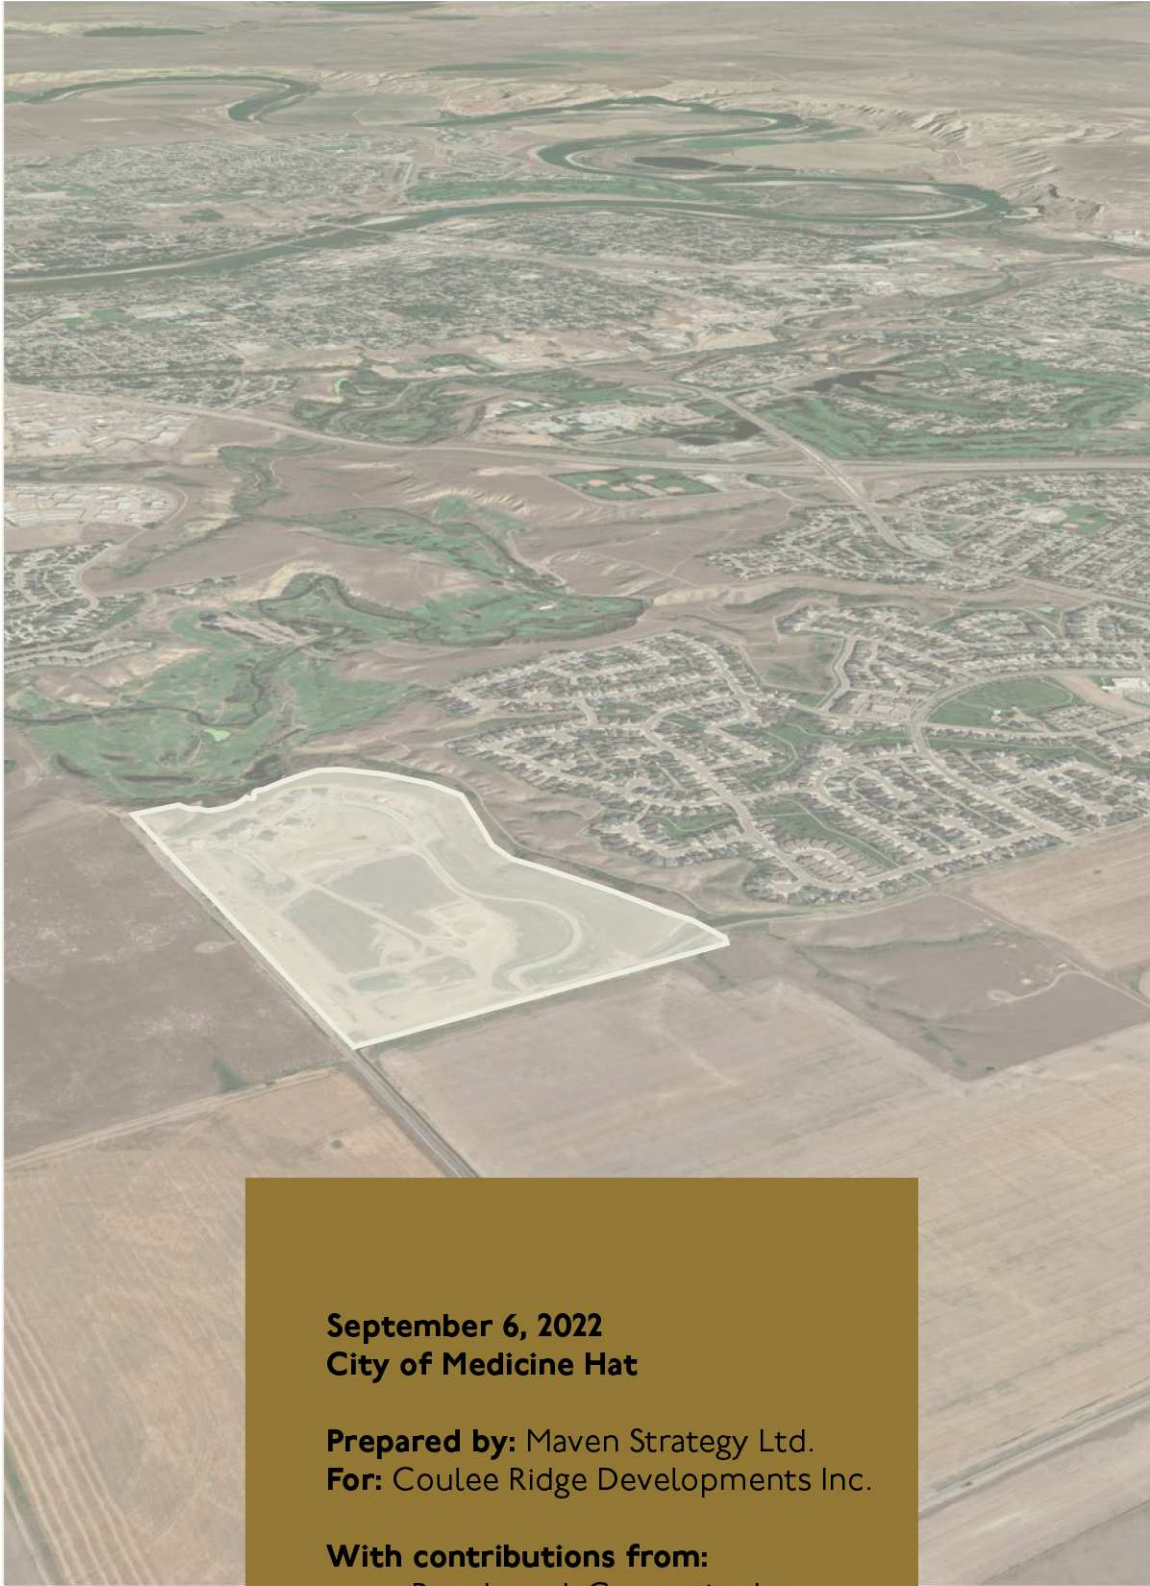 September 6, 2022
City of Medicine Hat
Prepared by: Maven Strategy Ltd.
For: Coulee Ridge Developments Inc.
With contributions from: